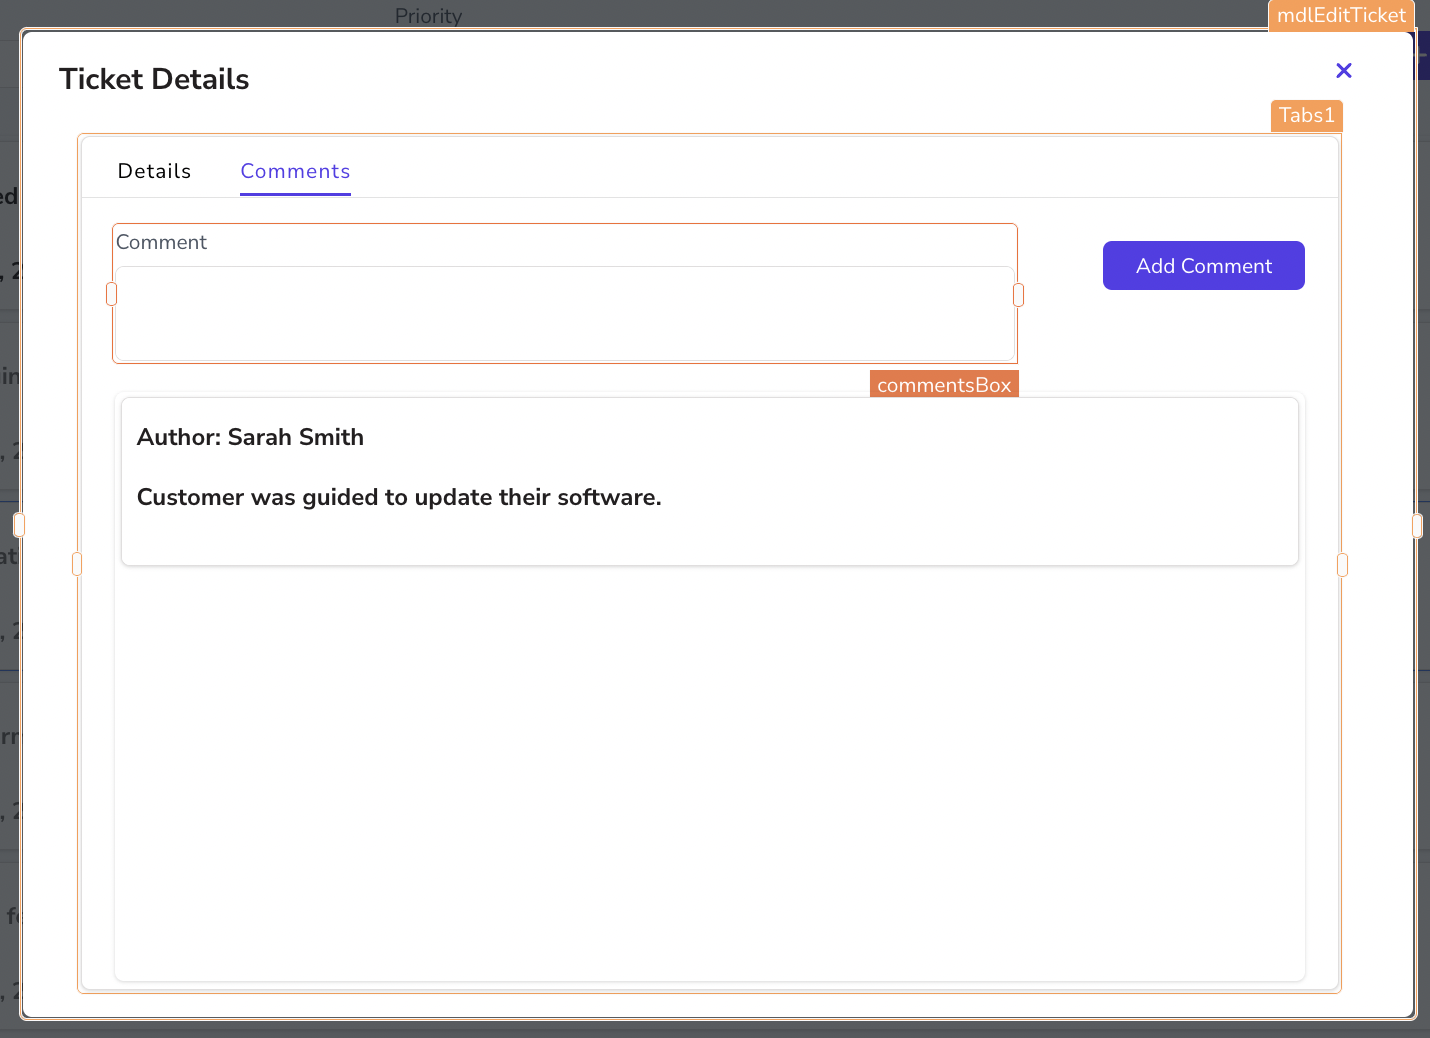 Priority
mdlEditTicket
Ticket Details
Tabs1
Details
Comments
Comment
Add Comment
commentsBox
Author: Sarah Smith
Customer was guided to update their software.